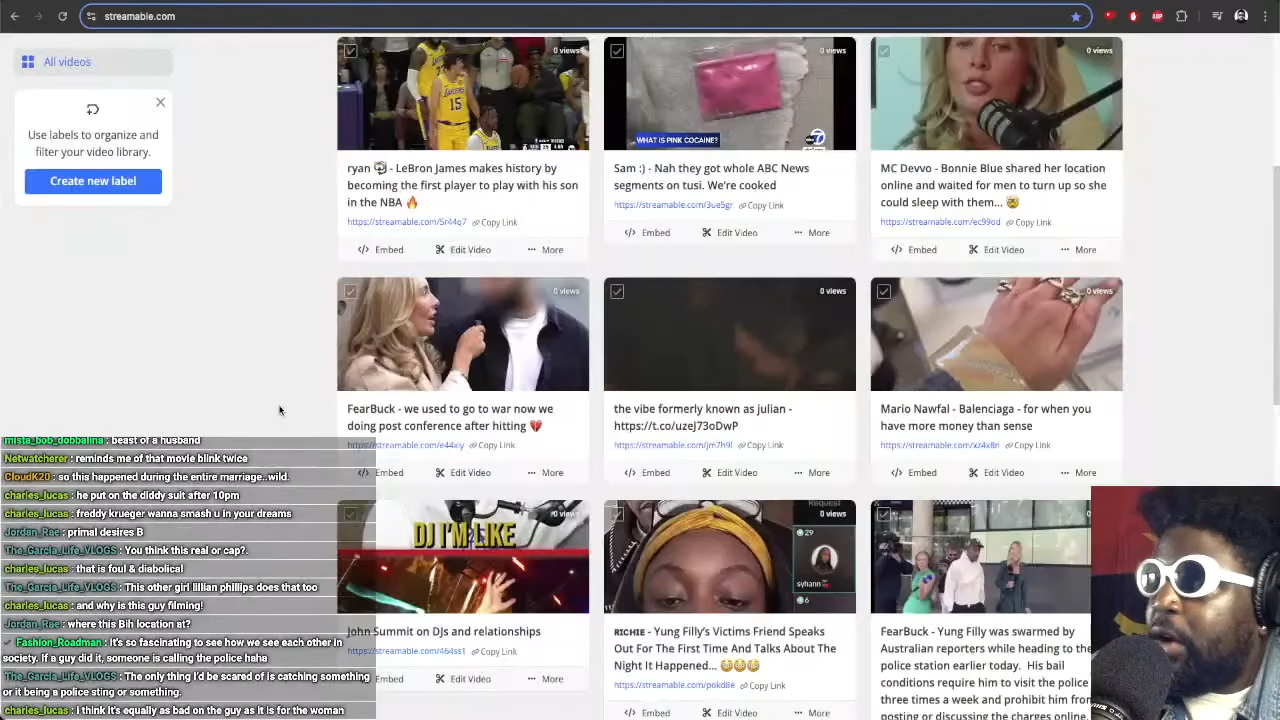 streamable.com
ABP
All videos
Use labels to organize and
filter your video library.
Create new label
0 views
15
ryan - LeBron James makes history by
becoming the first player to play with his son
in the NBA 🔥
https://streamable.com/5r44q7 Copy Link
Embed Edit Video More
0 views
WHAT IS PINK COCAINE?
7
Sam :) - Nah they got whole ABC News
segments on tusi. We're cooked
https://streamable.com/3ue5gr Copy Link
Embed Edit Video More
0 views
MC Devvo - Bonnie Blue shared her location
online and waited for men to turn up so she
could sleep with them... 🤯
https://streamable.com/ec99od Copy Link
Embed Edit Video More
0 views
FearBuck - we used to go to war now we
doing post conference after hitting 💔
https://streamable.com/e44xiy Copy Link
Embed Edit Video More
0 views
the vibe formerly known as julian -
https://t.co/uzeJ73oDwP
https://streamable.com/jm7h9l Copy Link
Embed Edit Video More
0 views
Mario Nawfal - Balenciaga - for when you
have more money than sense
https://streamable.com/xz4x8n Copy Link
Embed Edit Video More
0 views
DJ I'M LIKE
John Summit on DJs and relationships
https://streamable.com/464ss1 Copy Link
Embed Edit Video More
Request
0 views
29
syhann
6
ʀɪᴄʜɪᴇ - Yung Filly's Victims Friend Speaks
Out For The First Time And Talks About The
Night It Happened... 😳😳😳
https://streamable.com/pokd8e Copy Link
Embed Edit Video More
0 views
FearBuck - Yung Filly was swarmed by
Australian reporters while heading to the
police station earlier today. His bail
conditions require him to visit the police
three times a week and prohibit him from
posting or discussing the charges online.
mista_bob_dobbalina : beast of a husband
Netwatcherer : reminds me of that movie blink twice
CloudK20 : so this happened during the entire marriage..wild.
charles_lucas : he put on the diddy suit after 10pm
charles_lucas : freddy krueger wanna smash u in your dreams
Jordan_Rae : primal desires B
The_Garcia_Life_VLOGS : You think this real or cap?.
charles_lucas : that is foul & diabolical
The_Garcia_Life_VLOGS : This other girl lillian phillips does that too
charles_lucas : and why is this guy filming!
Jordan_Rae : where this Bih location at?
Fashion_Roadman : It's so fascinating to see how we see each other in
society. If a guy did it, someone is calling the police haha
The_Garcia_Life_VLOGS : The only thing I'd be scared of is catching something
or it being a police sting or something.
charles_lucas : I think it's equally as bad on the guy as it is for the woman